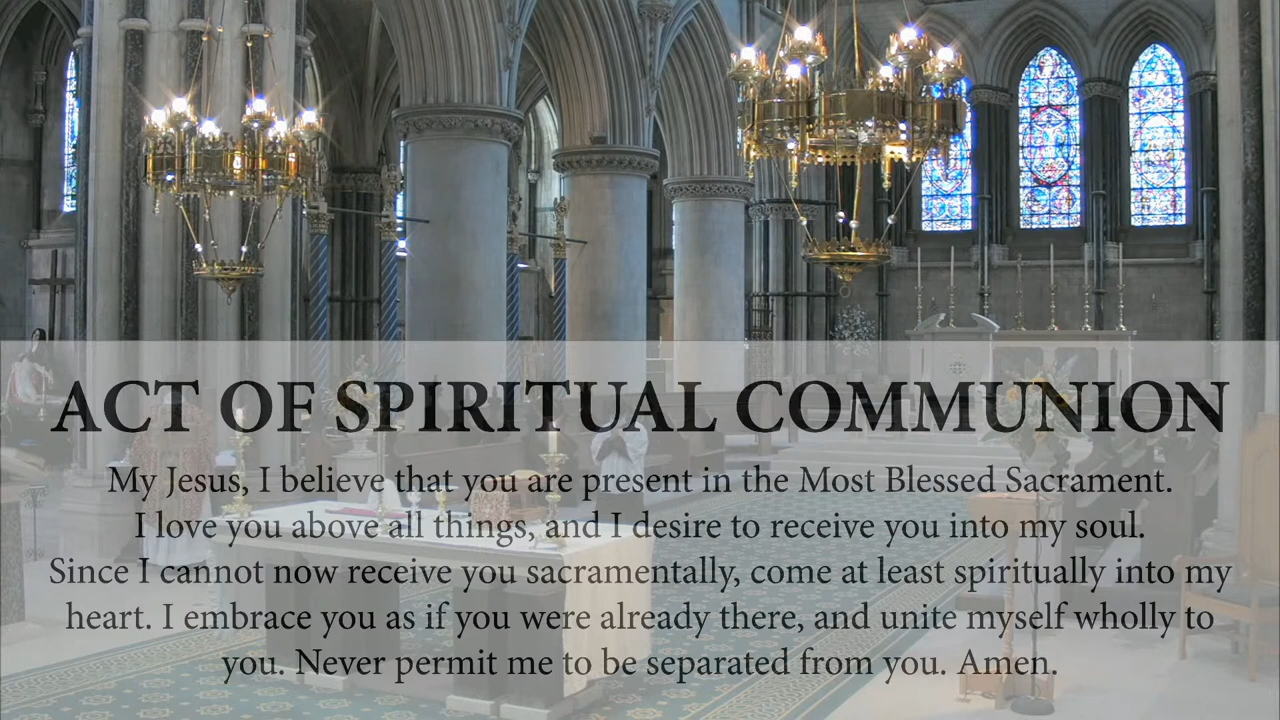 ACT OF SPIRITUAL COMMUNION
My Jesus, I believe that you are present in the Most Blessed Sacrament.
I love you above all things, and I desire to receive you into my soul.
Since I cannot now receive you sacramentally, come at least spiritually into my
heart. I embrace you as if you were already there, and unite myself wholly to
you. Never permit me to be separated from you. Amen.